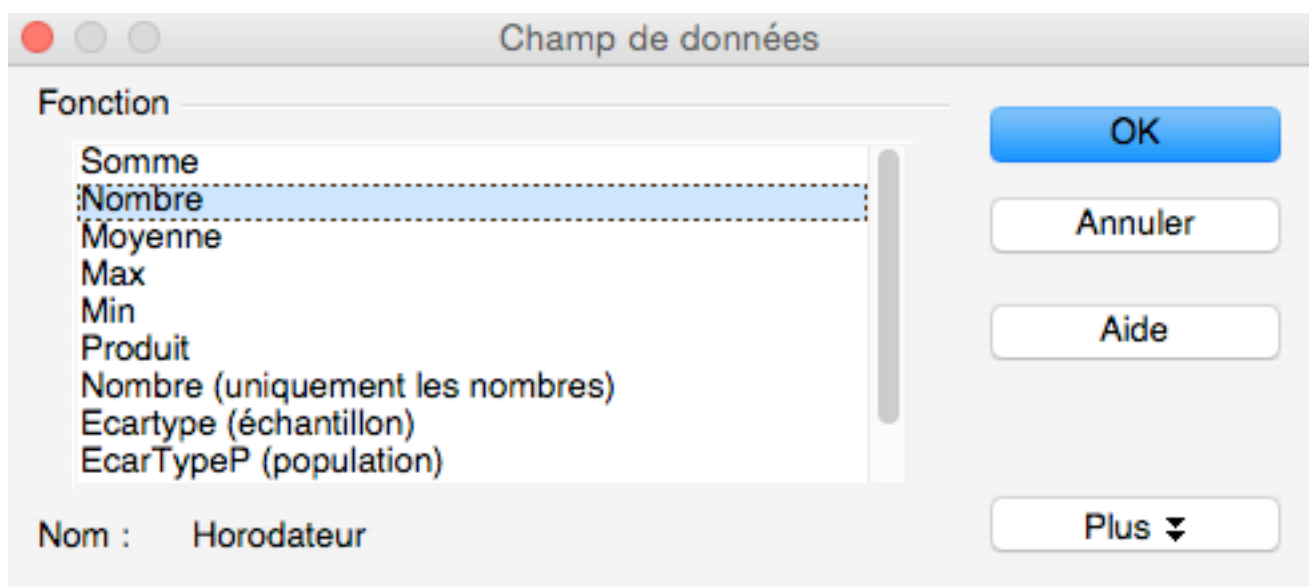 Champ de données
Fonction
Somme
Nombre
Moyenne
Max
Min
Produit
Nombre (uniquement les nombres)
Ecartype (échantillon)
EcarTypeP (population)
Nom : Horodateur
OK
Annuler
Aide
Plus